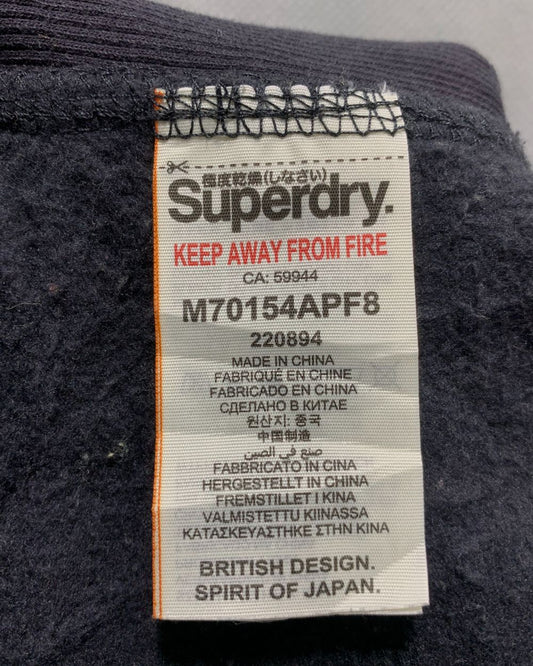 極度乾燥(しなさい)
Superdry.
KEEP AWAY FROM FIRE
CA: 59944
M70154APF8
220894
MADE IN CHINA
FABRIQUÉ EN CHINE
FABRICADO EN CHINA
СДЕЛАНО В КИТАЕ
원산지: 중국
中国制造
صنع في الصين
FABBRICATO IN CINA
HERGESTELLT IN CHINA
FREMSTILLET I KINA
VALMISTETTU KIINASSA
ΚΑΤΑΣΚΕΥΑΣΤΗΚΕ ΣΤΗΝ ΚΙΝΑ
BRITISH DESIGN.
SPIRIT OF JAPAN.